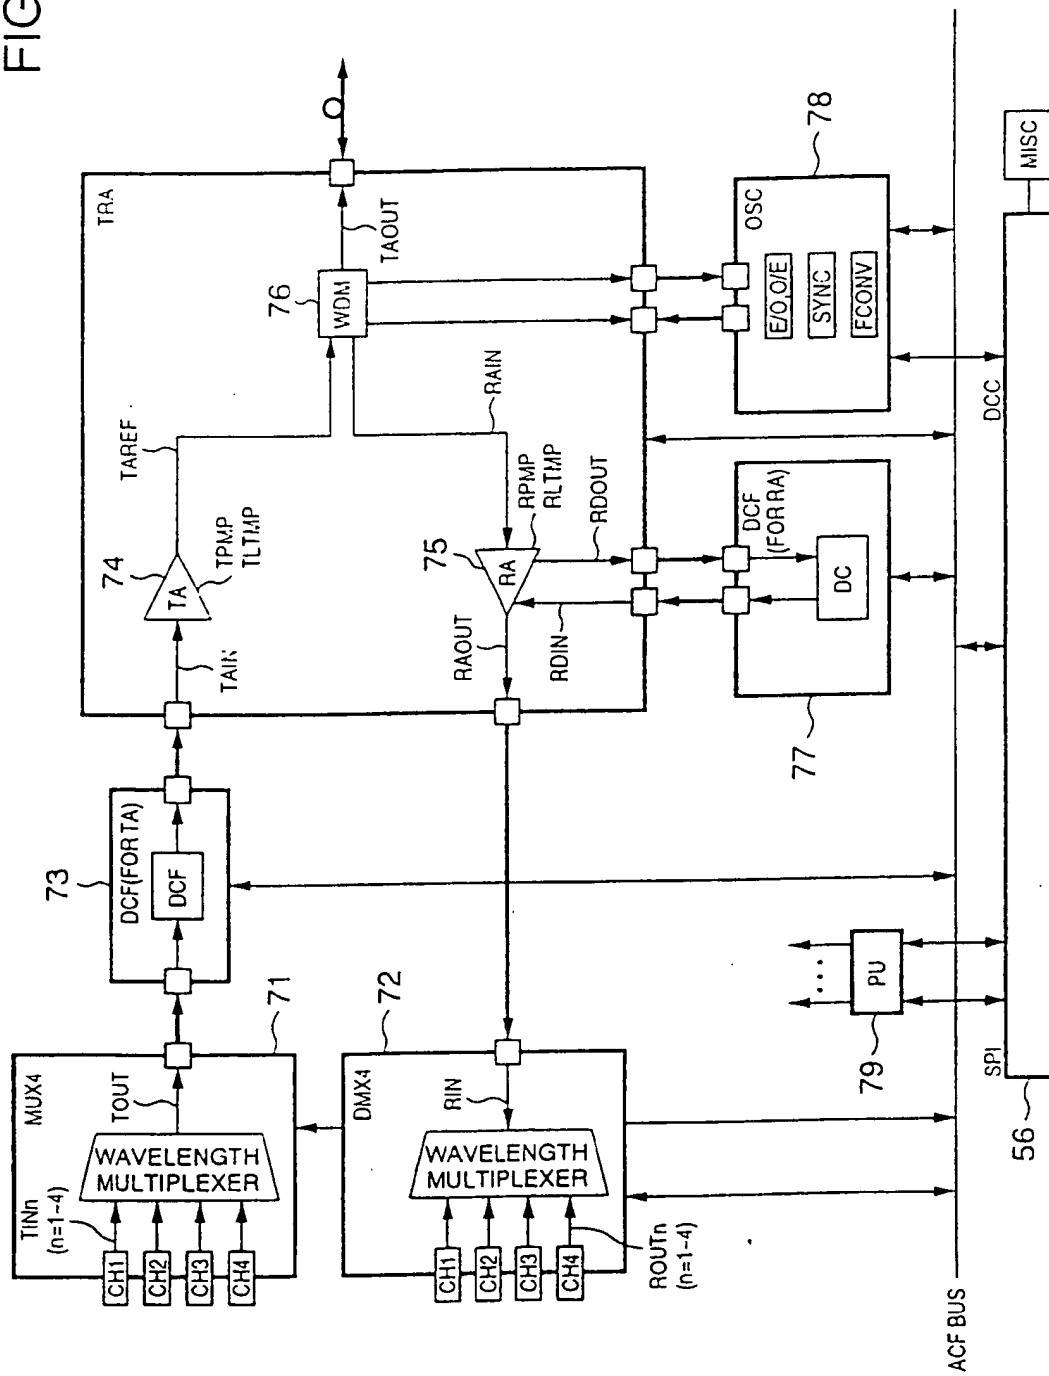 FIG
MUX4
TOUT
WAVELENGTH
MULTIPLEXER
TINn
(n=1~4)
CH1
CH2
CH3
CH4
71
73
DCF(FORTA)
DCF
TRA
TAIN
74
TA
TPMP
TLTMP
TAREF
76
WDM
TAOUT
RAIN
75
RA
RPMP
RLTMP
RAOUT
RDIN
RDOUT
72
DMX4
RIN
WAVELENGTH
MULTIPLEXER
CH1
CH2
CH3
CH4
ROUTn
(n=1~4)
77
DCF
(FOR RA)
DC
78
OSC
E/O,O/E
SYNC
FCONV
79
PU
...
ACF BUS
56
SPI
DCC
MISC